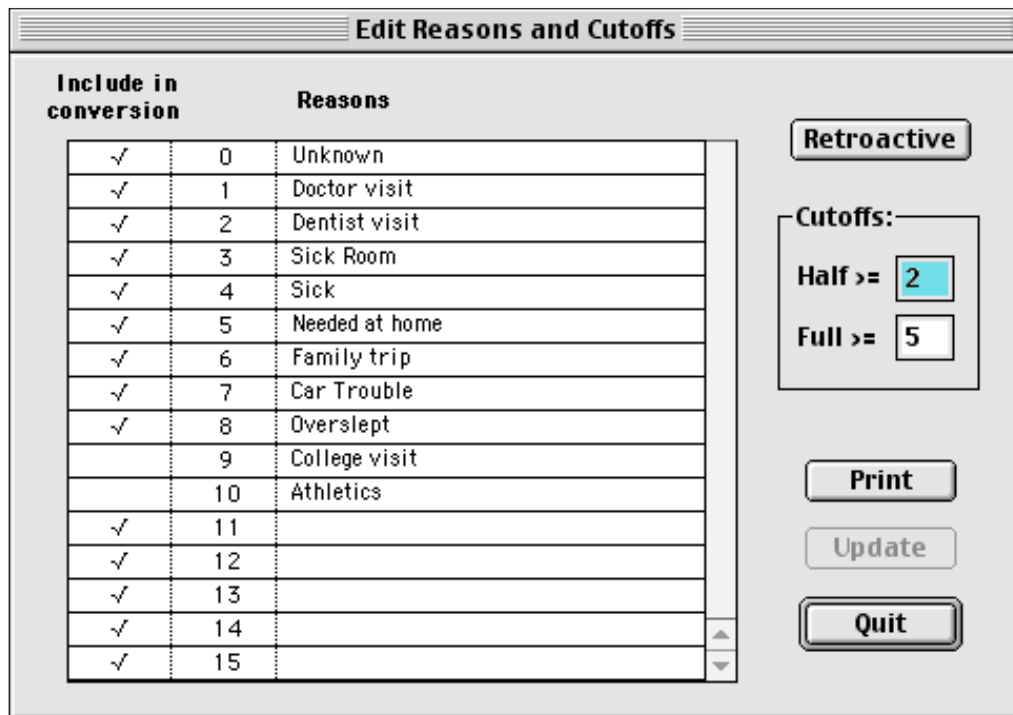 Edit Reasons and Cutoffs
Include in
conversion
Reasons
√ 0 Unknown
√ 1 Doctor visit
√ 2 Dentist visit
√ 3 Sick Room
√ 4 Sick
√ 5 Needed at home
√ 6 Family trip
√ 7 Car Trouble
√ 8 Overslept
9 College visit
10 Athletics
√ 11
√ 12
√ 13
√ 14
√ 15
Retroactive
Cutoffs:
Half >= 2
Full >= 5
Print
Update
Quit